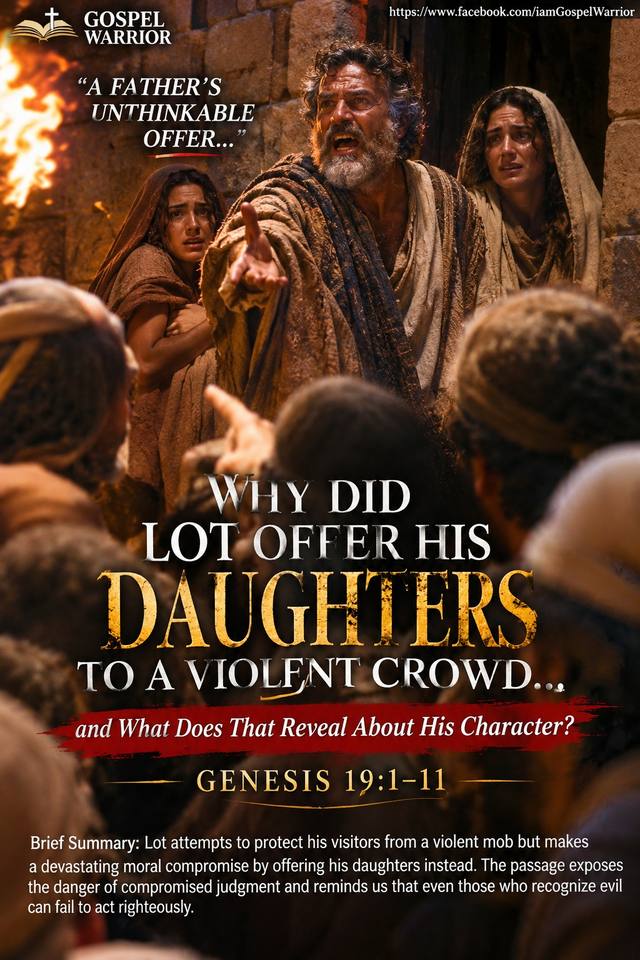 GOSPEL
WARRIOR
https://www.facebook.com/iamGospelWarrior
“A FATHER’S
UNTHINKABLE
OFFER...”
WHY DID
LOT OFFER HIS
DAUGHTERS
TO A VIOLENT CROWD...
and What Does That Reveal About His Character?
GENESIS 19:1–11
Brief Summary: Lot attempts to protect his visitors from a violent mob but makes
a devastating moral compromise by offering his daughters instead. The passage exposes
the danger of compromised judgment and reminds us that even those who recognize evil
can fail to act righteously.